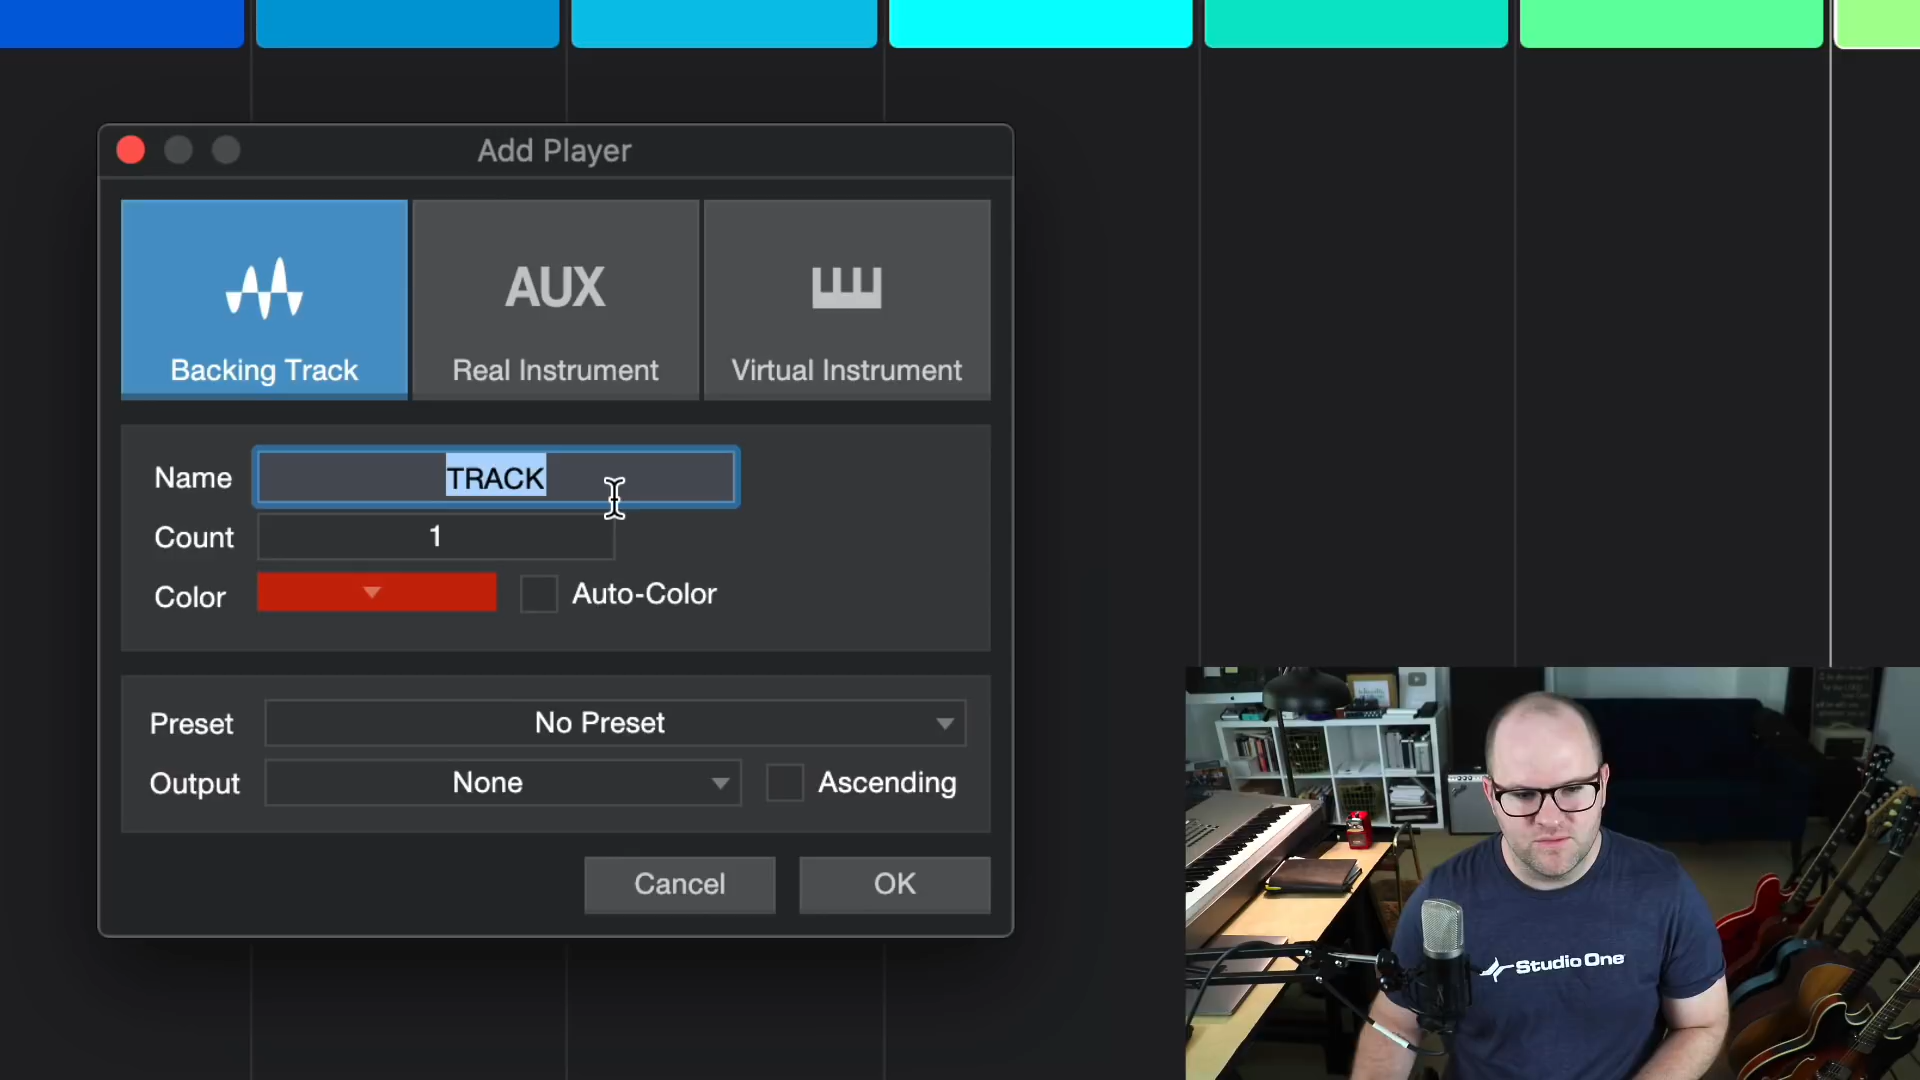 Add Player
AUX
Backing Track
Real Instrument
Virtual Instrument
Name
TRACK
Count
1
Color
Auto-Color
Preset
No Preset
Output
None
Ascending
Cancel
OK
Studio One